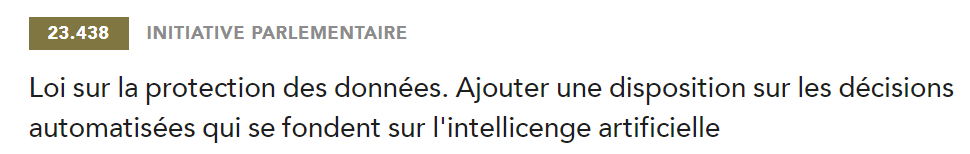 23.438 INITIATIVE PARLEMENTAIRE
Loi sur la protection des données. Ajouter une disposition sur les décisions
automatisées qui se fondent sur l'intellicenge artificielle